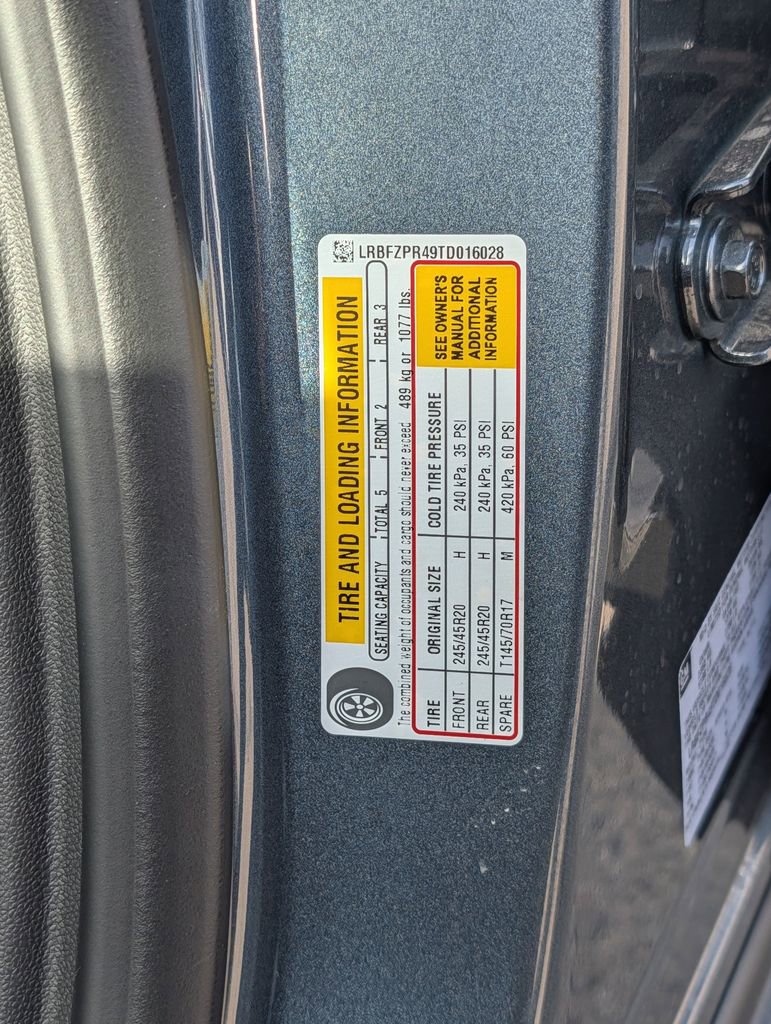 LRBFZPR49TD016028
TIRE AND LOADING INFORMATION
SEATING CAPACITY TOTAL 5 FRONT 2 REAR 3
The combined weight of occupants and cargo should never exceed 489 kg or 1077 lbs.
TIRE ORIGINAL SIZE COLD TIRE PRESSURE
FRONT 245/45R20 H 240 kPa, 35 PSI
REAR 245/45R20 H 240 kPa, 35 PSI
SPARE T145/70R17 M 420 kPa, 60 PSI
SEE OWNER'S
MANUAL FOR
ADDITIONAL
INFORMATION